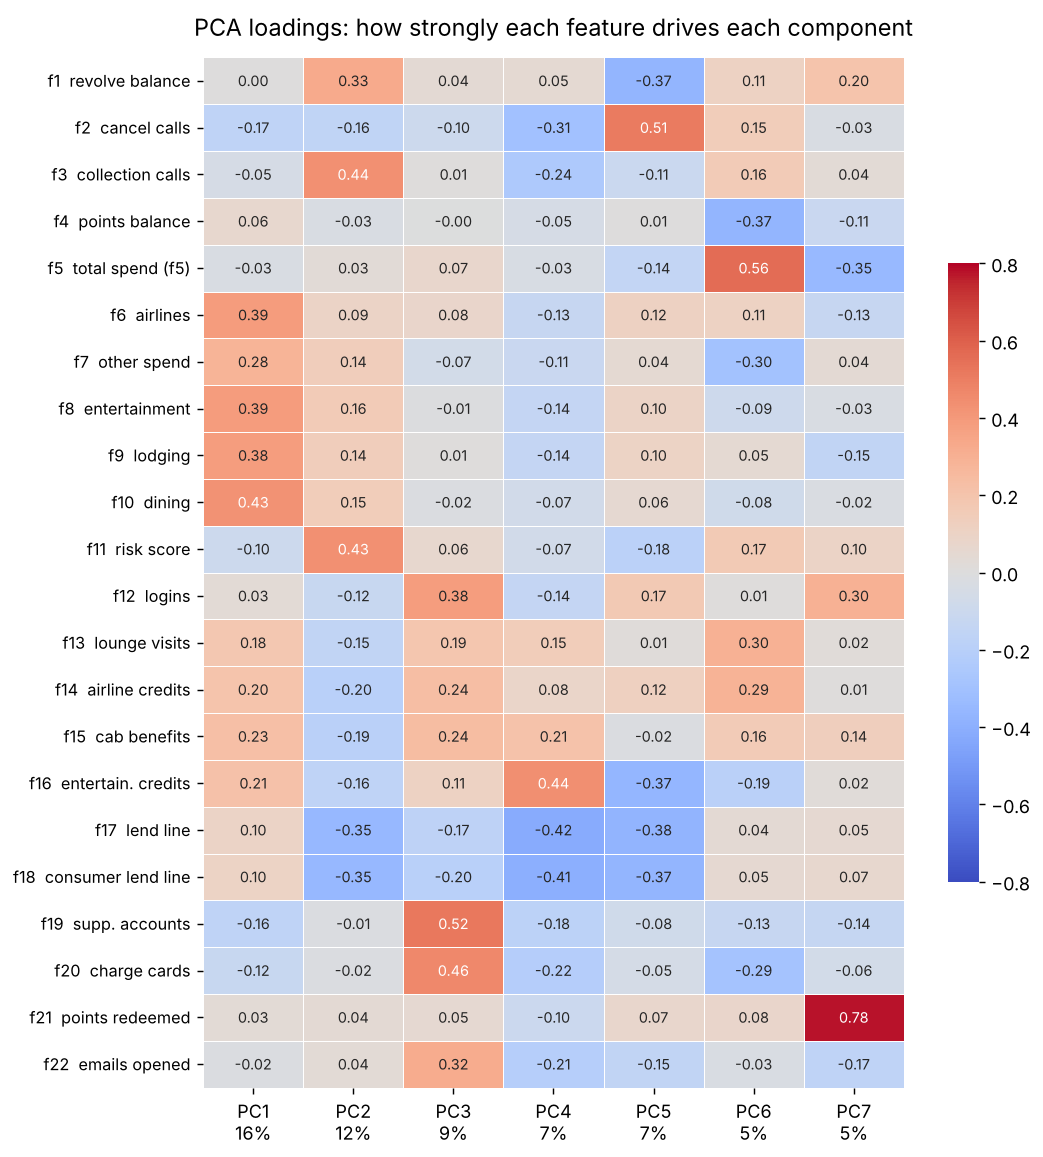 PCA loadings: how strongly each feature drives each component
f1 revolve balance 0.00 0.33 0.04 0.05 -0.37 0.11 0.20
f2 cancel calls -0.17 -0.16 -0.10 -0.31 0.51 0.15 -0.03
f3 collection calls -0.05 0.44 0.01 -0.24 -0.11 0.16 0.04
f4 points balance 0.06 -0.03 -0.00 -0.05 0.01 -0.37 -0.11
f5 total spend (f5) -0.03 0.03 0.07 -0.03 -0.14 0.56 -0.35
f6 airlines 0.39 0.09 0.08 -0.13 0.12 0.11 -0.13
f7 other spend 0.28 0.14 -0.07 -0.11 0.04 -0.30 0.04
f8 entertainment 0.39 0.16 -0.01 -0.14 0.10 -0.09 -0.03
f9 lodging 0.38 0.14 0.01 -0.14 0.10 0.05 -0.15
f10 dining 0.43 0.15 -0.02 -0.07 0.06 -0.08 -0.02
f11 risk score -0.10 0.43 0.06 -0.07 -0.18 0.17 0.10
f12 logins 0.03 -0.12 0.38 -0.14 0.17 0.01 0.30
f13 lounge visits 0.18 -0.15 0.19 0.15 0.01 0.30 0.02
f14 airline credits 0.20 -0.20 0.24 0.08 0.12 0.29 0.01
f15 cab benefits 0.23 -0.19 0.24 0.21 -0.02 0.16 0.14
f16 entertain. credits 0.21 -0.16 0.11 0.44 -0.37 -0.19 0.02
f17 lend line 0.10 -0.35 -0.17 -0.42 -0.38 0.04 0.05
f18 consumer lend line 0.10 -0.35 -0.20 -0.41 -0.37 0.05 0.07
f19 supp. accounts -0.16 -0.01 0.52 -0.18 -0.08 -0.13 -0.14
f20 charge cards -0.12 -0.02 0.46 -0.22 -0.05 -0.29 -0.06
f21 points redeemed 0.03 0.04 0.05 -0.10 0.07 0.08 0.78
f22 emails opened -0.02 0.04 0.32 -0.21 -0.15 -0.03 -0.17
PC1 PC2 PC3 PC4 PC5 PC6 PC7
16% 12% 9% 7% 7% 5% 5%
0.8
0.6
0.4
0.2
0.0
−0.2
−0.4
−0.6
−0.8